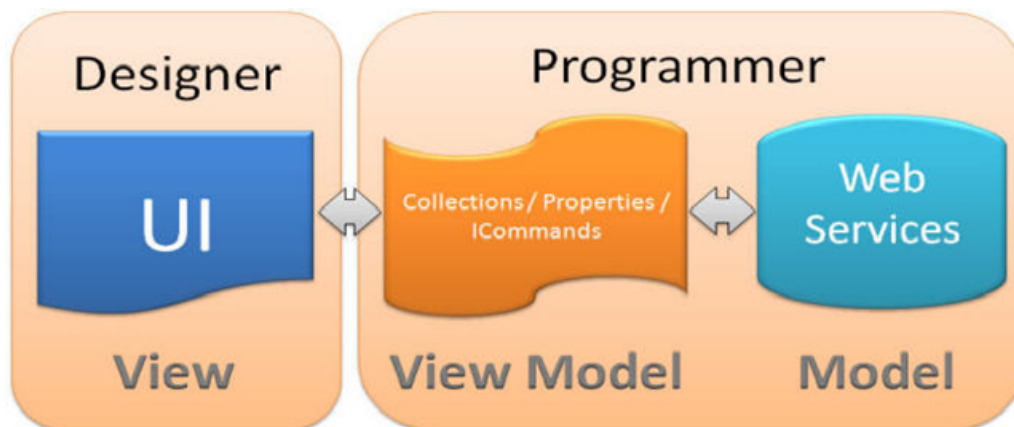 Designer
Programmer
UI
Collections / Properties /
ICommands
Web
Services
View
View Model
Model